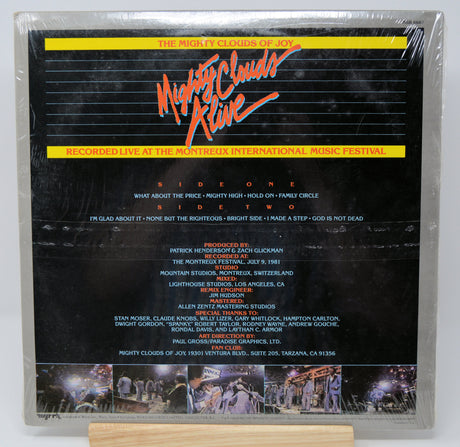 THE MIGHTY CLOUDS OF JOY
Mighty Clouds
Alive
RECORDED LIVE AT THE MONTREUX INTERNATIONAL MUSIC FESTIVAL
SIDE ONE
WHAT ABOUT THE PRICE • MIGHTY HIGH • HOLD ON • FAMILY CIRCLE
SIDE TWO
I'M GLAD ABOUT IT • NONE BUT THE RIGHTEOUS • BRIGHT SIDE • I MADE A STEP • GOD IS NOT DEAD
PRODUCED BY:
PATRICK HENDERSON & ZACH GLICKMAN
RECORDED AT:
THE MONTREUX FESTIVAL, JULY 9, 1981
STUDIO
MOUNTAIN STUDIOS, MONTREUX, SWITZERLAND
MIXED:
LIGHTHOUSE STUDIOS, LOS ANGELES, CA
REMIX ENGINEER:
JIM HUDSON
MASTERED:
ALLEN ZENTZ MASTERING STUDIOS
SPECIAL THANKS TO:
STAN MOSER, CLAUDE KNOBS, WILLY LIZER, GARY WHITLOCK, HAMPTON CARLTON,
DWIGHT GORDON, "SPANKY," ROBERT TAYLOR, RODNEY WAYNE, ANDREW GOUCHE,
RONDAL DAVIS, AND LAYTHAN C. ARMOR
ART DIRECTION BY:
PAUL GROSS/PARADISE GRAPHICS, LTD.
FAN CLUB:
MIGHTY CLOUDS OF JOY 19301 VENTURA BLVD., SUITE 205, TARZANA, CA 91356
myrrh